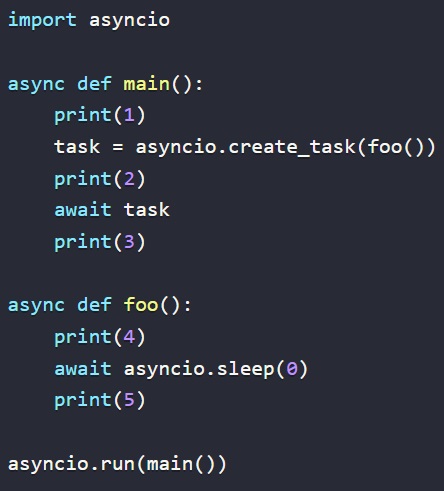 import asyncio

async def main():
    print(1)
    task = asyncio.create_task(foo())
    print(2)
    await task
    print(3)

async def foo():
    print(4)
    await asyncio.sleep(0)
    print(5)

asyncio.run(main())